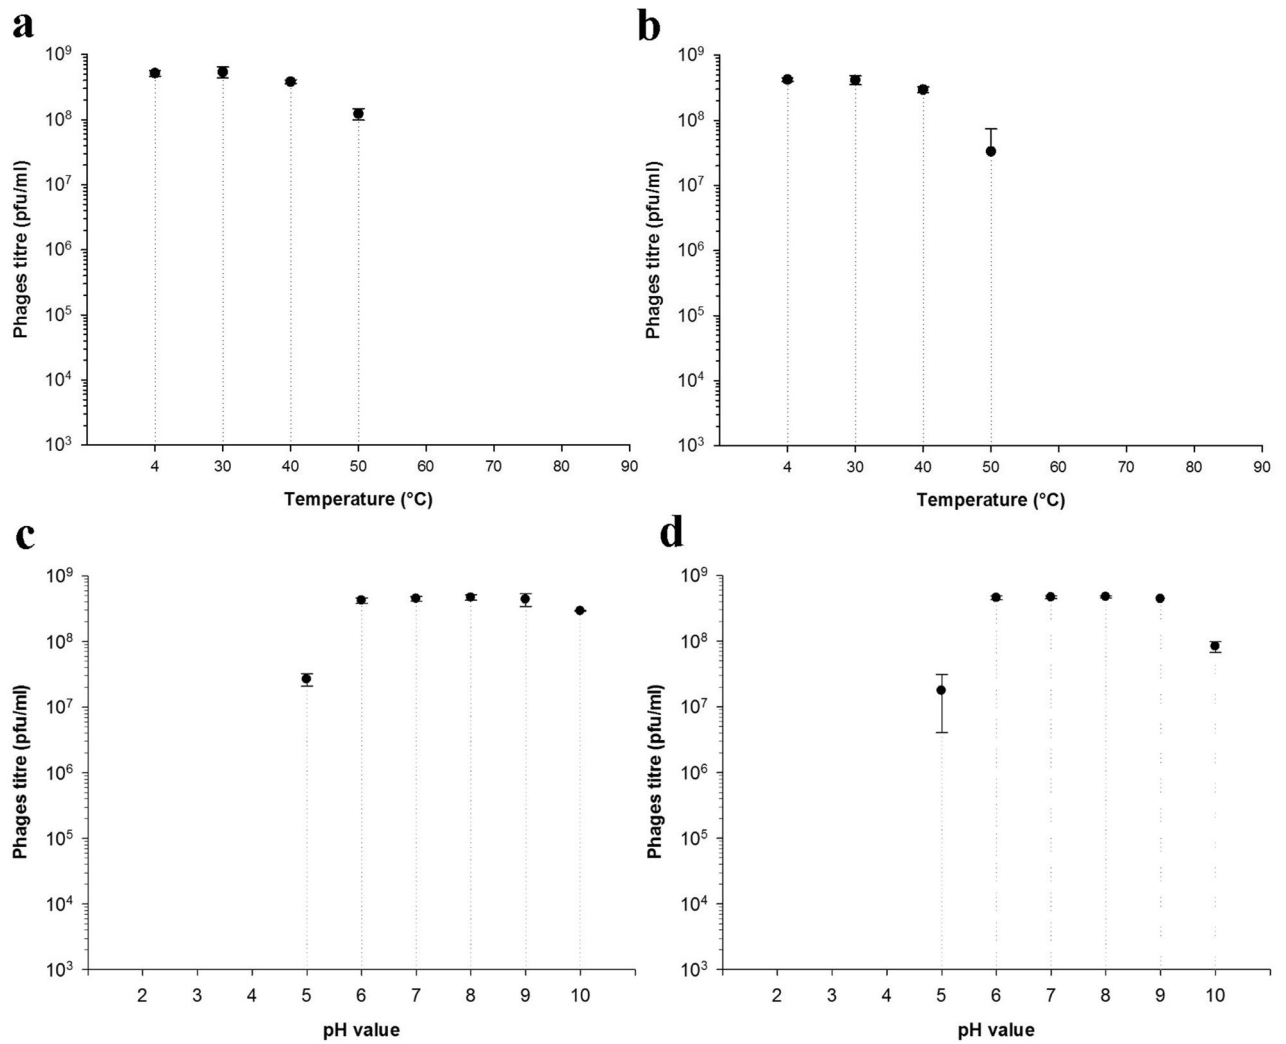 a
10⁹
10⁸
10⁷
10⁶
10⁵
10⁴
10³
Phages titre (pfu/ml)
4 30 40 50 60 70 80 90
Temperature (°C)
b
10⁹
10⁸
10⁷
10⁶
10⁵
10⁴
10³
Phages titre (pfu/ml)
4 30 40 50 60 70 80 90
Temperature (°C)
c
10⁹
10⁸
10⁷
10⁶
10⁵
10⁴
10³
Phages titre (pfu/ml)
2 3 4 5 6 7 8 9 10
pH value
d
10⁹
10⁸
10⁷
10⁶
10⁵
10⁴
10³
Phages titre (pfu/ml)
2 3 4 5 6 7 8 9 10
pH value